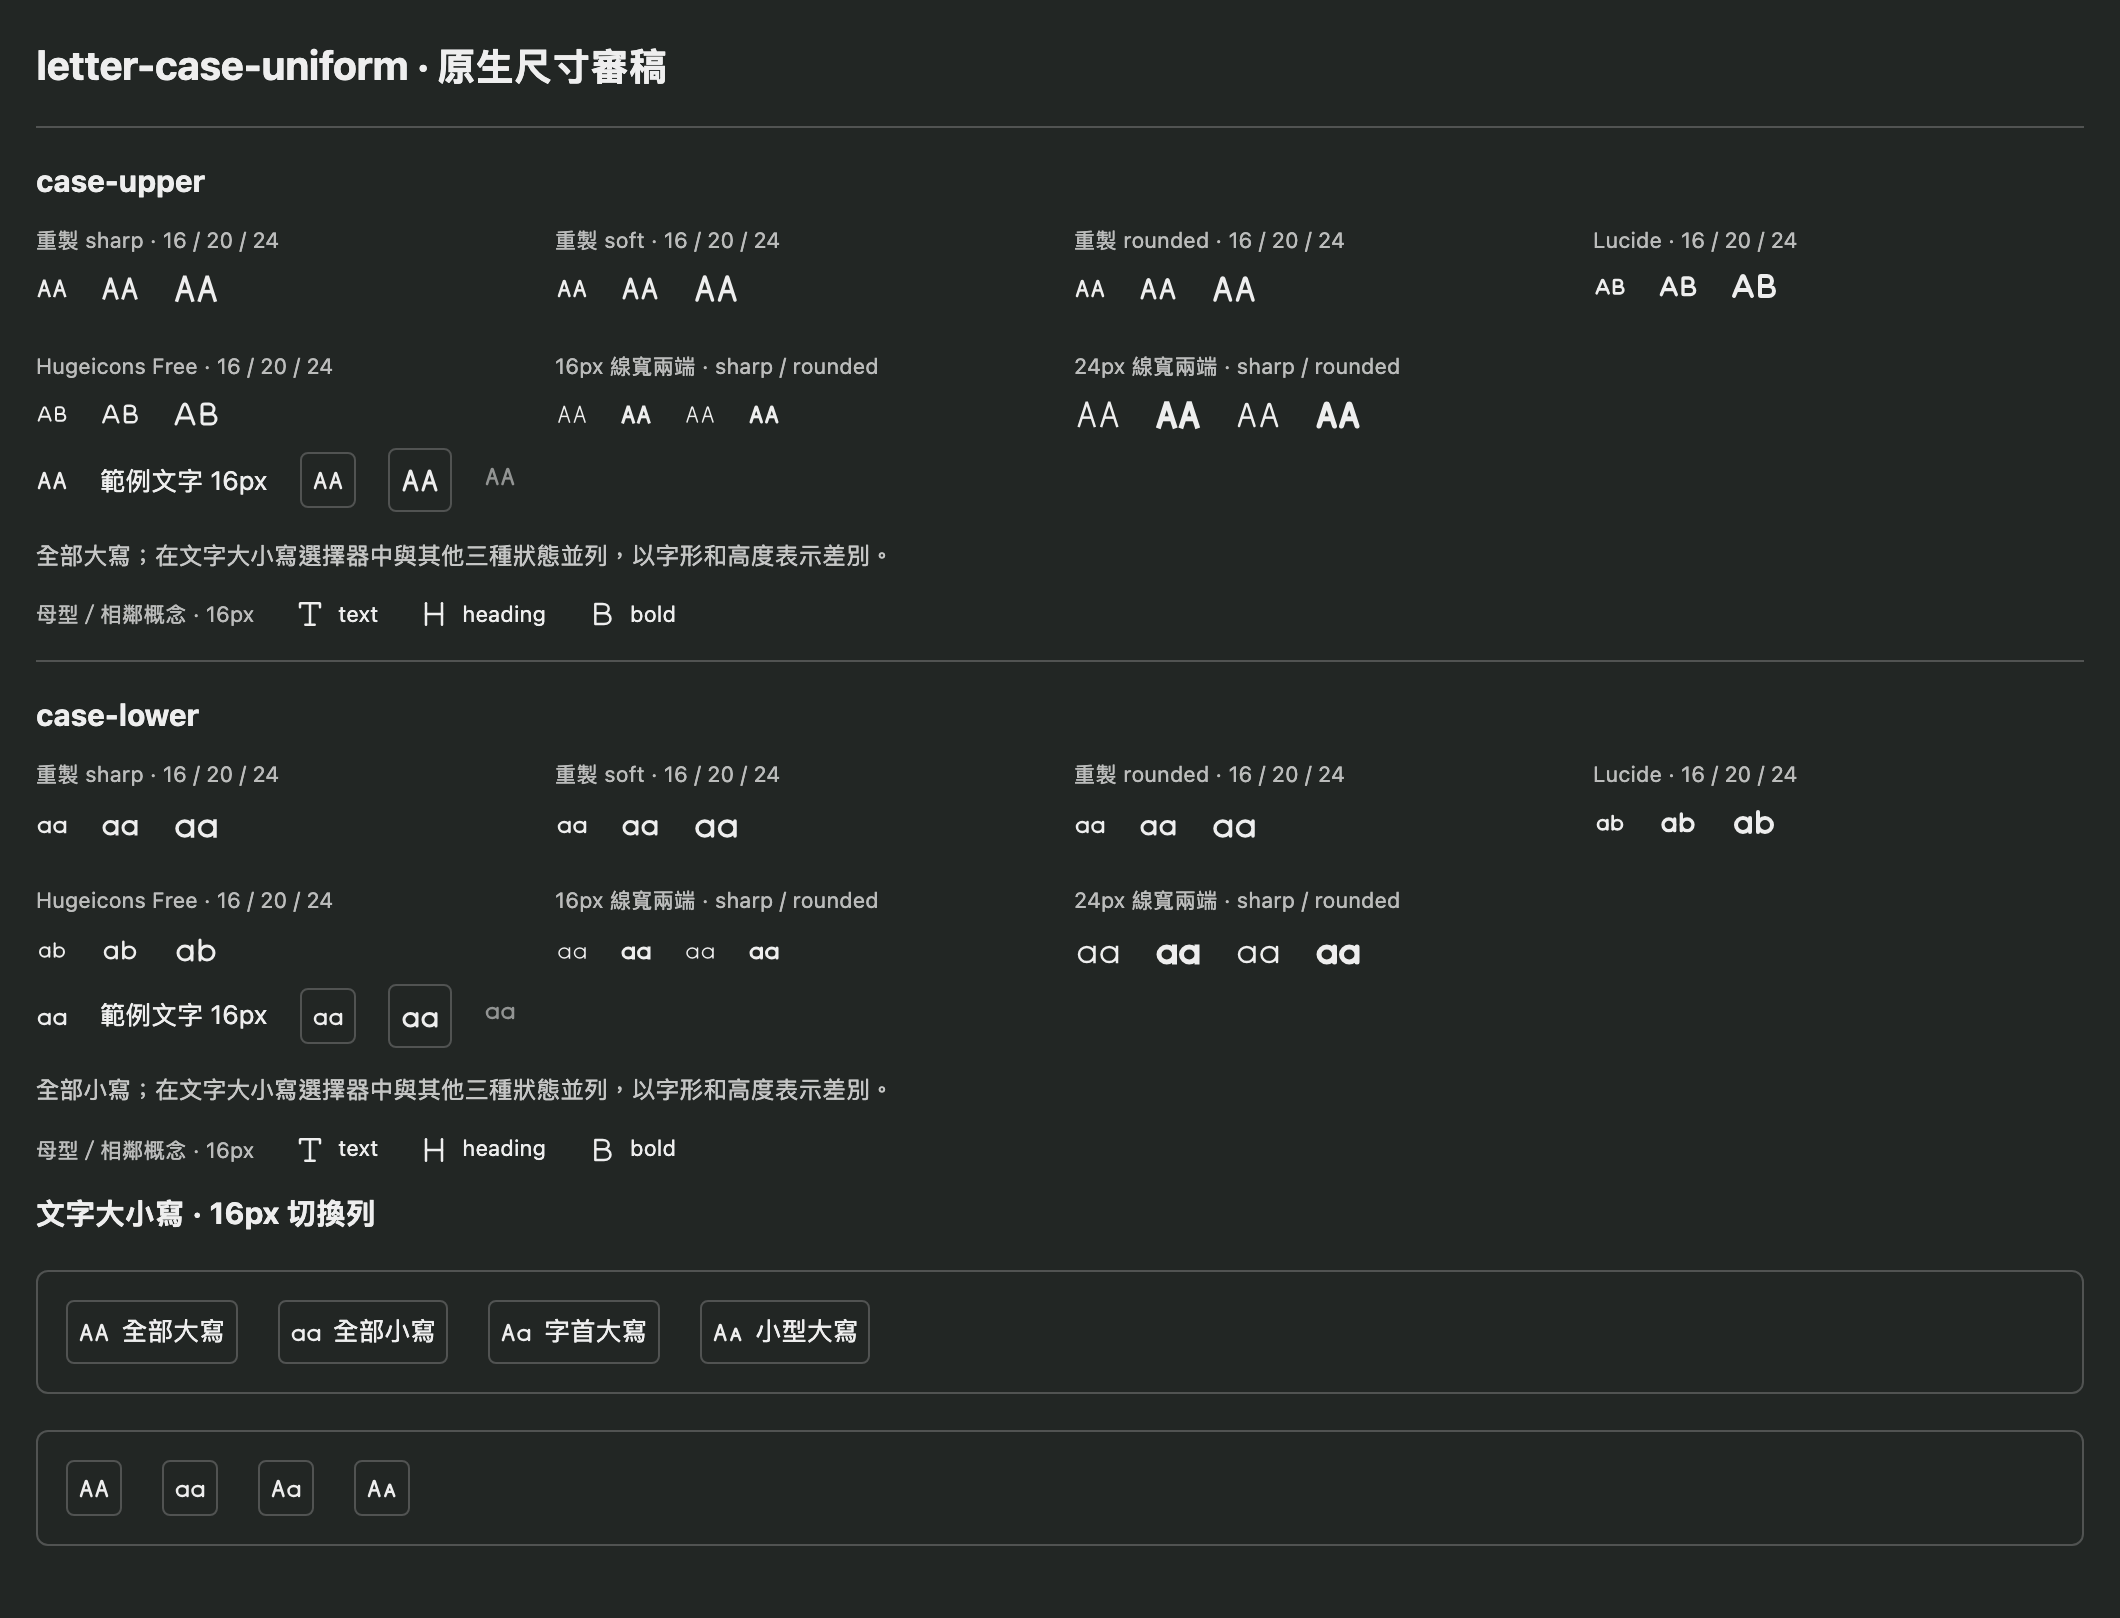 letter-case-uniform · 原生尺寸審稿
case-upper
重製 sharp · 16 / 20 / 24
AA AA AA
重製 soft · 16 / 20 / 24
AA AA AA
重製 rounded · 16 / 20 / 24
AA AA AA
Lucide · 16 / 20 / 24
AB AB AB
Hugeicons Free · 16 / 20 / 24
AB AB AB
16px 線寬兩端 · sharp / rounded
AA AA AA AA
24px 線寬兩端 · sharp / rounded
AA AA AA AA
AA 範例文字 16px AA AA AA
全部大寫；在文字大小寫選擇器中與其他三種狀態並列，以字形和高度表示差別。
母型 / 相鄰概念 · 16px T text H heading B bold
case-lower
重製 sharp · 16 / 20 / 24
aa aa aa
重製 soft · 16 / 20 / 24
aa aa aa
重製 rounded · 16 / 20 / 24
aa aa aa
Lucide · 16 / 20 / 24
ab ab ab
Hugeicons Free · 16 / 20 / 24
ab ab ab
16px 線寬兩端 · sharp / rounded
aa aa aa aa
24px 線寬兩端 · sharp / rounded
aa aa aa aa
aa 範例文字 16px aa aa aa
全部小寫；在文字大小寫選擇器中與其他三種狀態並列，以字形和高度表示差別。
母型 / 相鄰概念 · 16px T text H heading B bold
文字大小寫 · 16px 切換列
AA 全部大寫 aa 全部小寫 Aa 字首大寫 Aᴀ 小型大寫
AA aa Aa Aᴀ